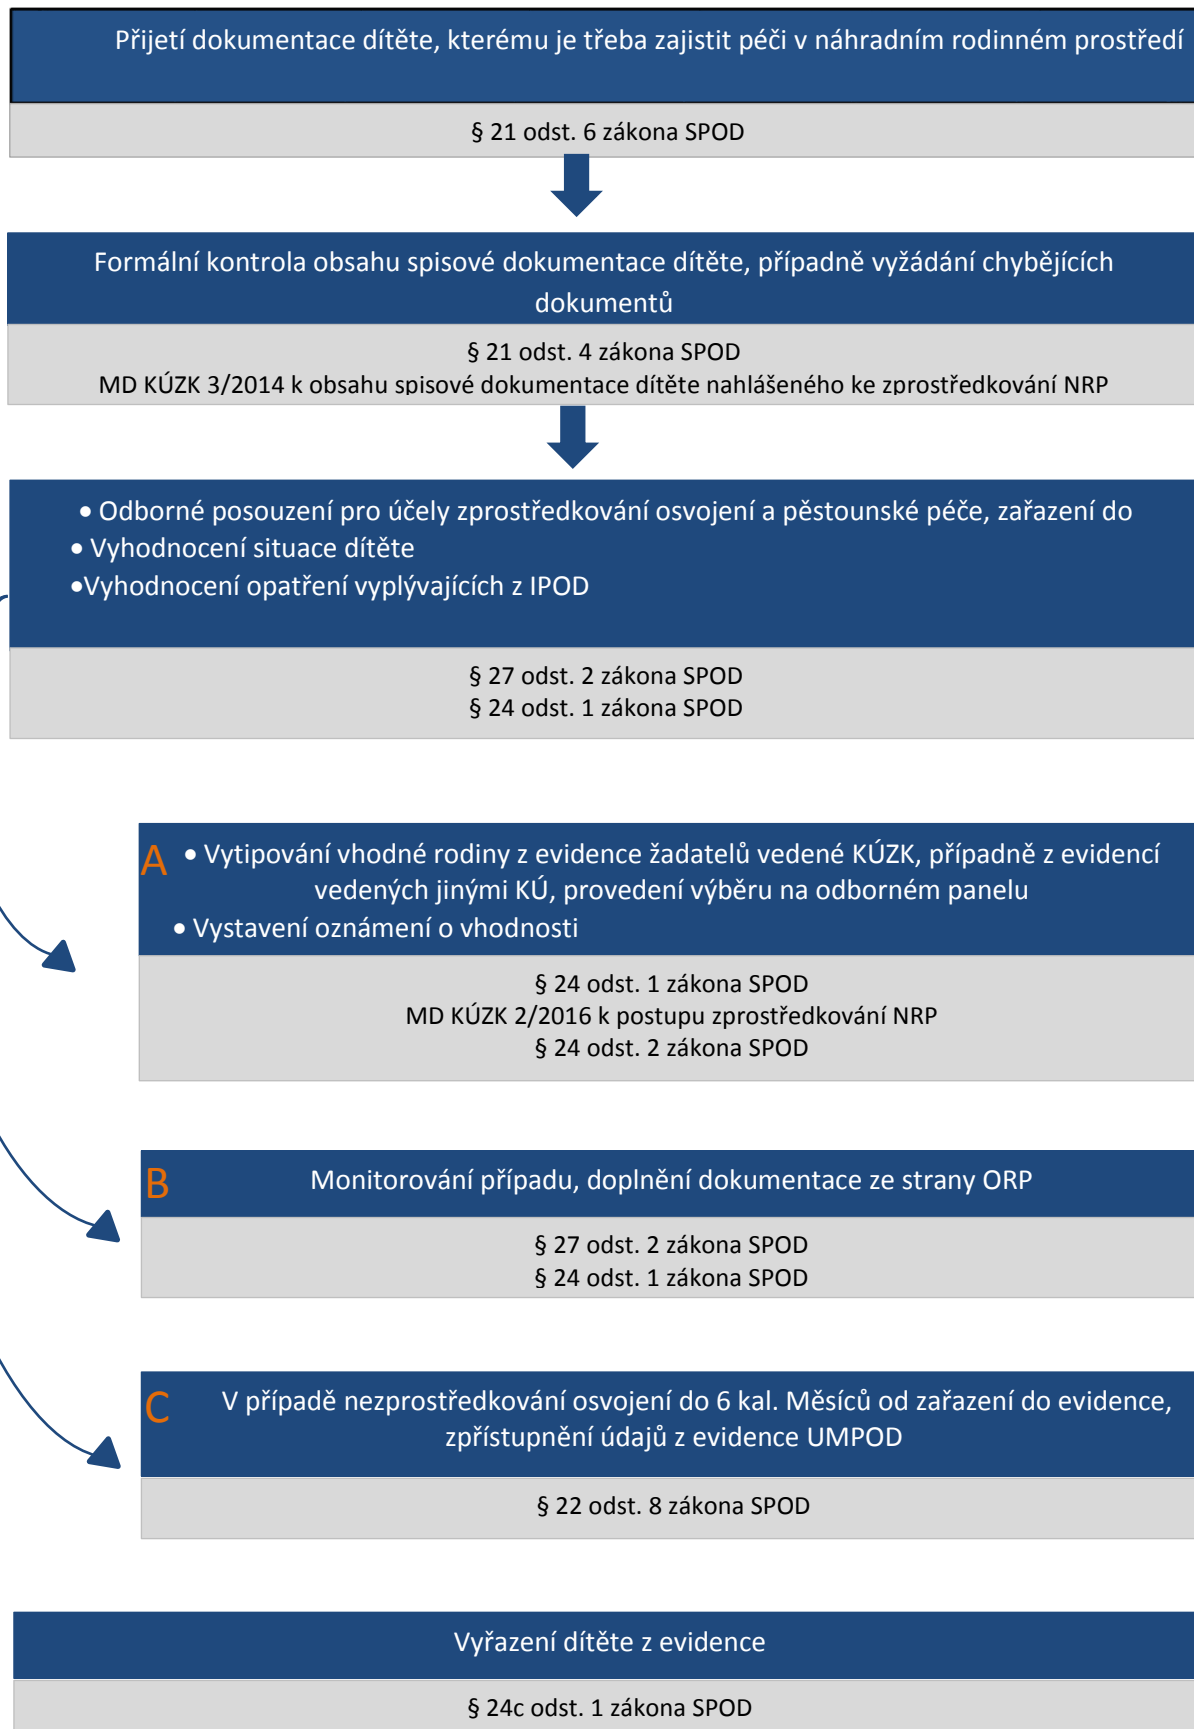 Přijetí dokumentace dítěte, kterému je třeba zajistit péči v náhradním rodinném prostředí
§ 21 odst. 6 zákona SPOD
Formální kontrola obsahu spisové dokumentace dítěte, případně vyžádání chybějících
dokumentů
§ 21 odst. 4 zákona SPOD
MD KÚZK 3/2014 k obsahu spisové dokumentace dítěte nahlášeného ke zprostředkování NRP
• Odborné posouzení pro účely zprostředkování osvojení a pěstounské péče, zařazení do
• Vyhodnocení situace dítěte
•Vyhodnocení opatření vyplývajících z IPOD
§ 27 odst. 2 zákona SPOD
§ 24 odst. 1 zákona SPOD
A • Vytipování vhodné rodiny z evidence žadatelů vedené KÚZK, případně z evidencí
vedených jinými KÚ, provedení výběru na odborném panelu
• Vystavení oznámení o vhodnosti
§ 24 odst. 1 zákona SPOD
MD KÚZK 2/2016 k postupu zprostředkování NRP
§ 24 odst. 2 zákona SPOD
B Monitorování případu, doplnění dokumentace ze strany ORP
§ 27 odst. 2 zákona SPOD
§ 24 odst. 1 zákona SPOD
C V případě nezprostředkování osvojení do 6 kal. Měsíců od zařazení do evidence,
zpřístupnění údajů z evidence UMPOD
§ 22 odst. 8 zákona SPOD
Vyřazení dítěte z evidence
§ 24c odst. 1 zákona SPOD